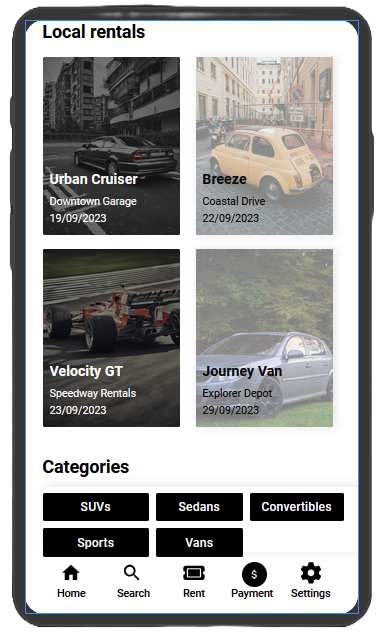 Local rentals
Urban Cruiser
Downtown Garage
19/09/2023
Breeze
Coastal Drive
22/09/2023
Velocity GT
Speedway Rentals
23/09/2023
Journey Van
Explorer Depot
29/09/2023
Categories
SUVs
Sedans
Convertibles
Sports
Vans
$
Home
Search
Rent
Payment
Settings